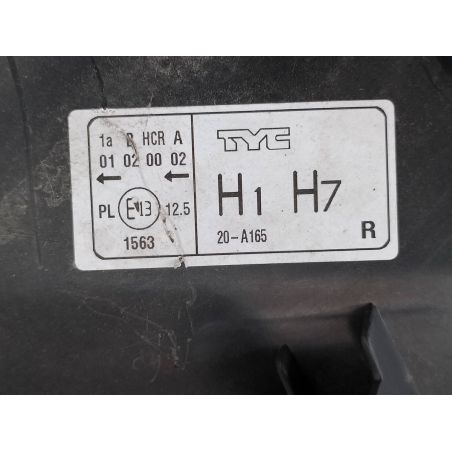 1a B HCR A
01 02 00 02
← ←
PL E13 12.5
1563
TYC
H1 H7
20-A165
R